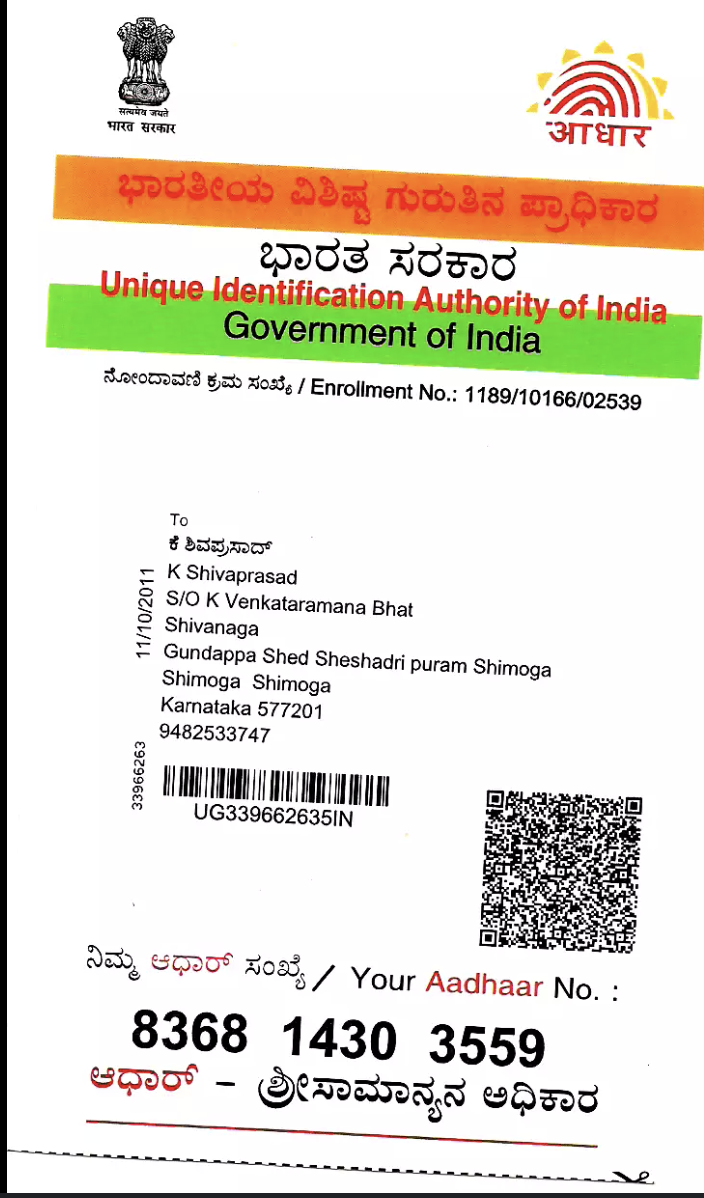 सत्यमेव जयते
भारत सरकार
आधार
ಭಾರತೀಯ ವಿಶಿಷ್ಟ ಗುರುತಿನ ಪ್ರಾಧಿಕಾರ
ಭಾರತ ಸರಕಾರ
Unique Identification Authority of India
Government of India
ನೋಂದಾವಣಿ ಕ್ರಮ ಸಂಖ್ಯೆ / Enrollment No.: 1189/10166/02539
To
ಕೆ ಶಿವಪ್ರಸಾದ್
K Shivaprasad
S/O K Venkataramana Bhat
Shivanaga
Gundappa Shed Sheshadri puram Shimoga
Shimoga Shimoga
Karnataka 577201
9482533747
11/10/2011
33966263
UG339662635IN
ನಿಮ್ಮ ಆಧಾರ್ ಸಂಖ್ಯೆ / Your Aadhaar No. :
8368 1430 3559
ಆಧಾರ್ – ಶ್ರೀಸಾಮಾನ್ಯನ ಅಧಿಕಾರ